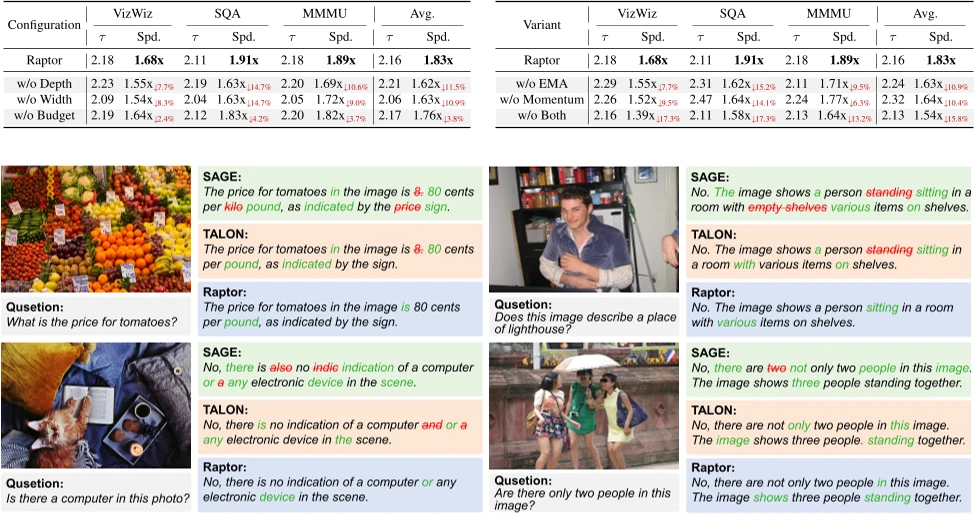 Configuration VizWiz SQA MMMU Avg.
τ Spd. τ Spd. τ Spd. τ Spd.
Raptor 2.18 1.68x 2.11 1.91x 2.18 1.89x 2.16 1.83x
w/o Depth 2.23 1.55x↓7.7% 2.19 1.63x↓14.7% 2.20 1.69x↓10.6% 2.21 1.62x↓11.5%
w/o Width 2.09 1.54x↓8.3% 2.04 1.63x↓14.7% 2.05 1.72x↓9.0% 2.06 1.63x↓10.9%
w/o Budget 2.19 1.64x↓2.4% 2.12 1.83x↓4.2% 2.20 1.82x↓3.7% 2.17 1.76x↓3.8%
Variant VizWiz SQA MMMU Avg.
τ Spd. τ Spd. τ Spd. τ Spd.
Raptor 2.18 1.68x 2.11 1.91x 2.18 1.89x 2.16 1.83x
w/o EMA 2.29 1.55x↓7.7% 2.31 1.62x↓15.2% 2.11 1.71x↓9.5% 2.24 1.63x↓10.9%
w/o Momentum 2.26 1.52x↓9.5% 2.47 1.64x↓14.1% 2.24 1.77x↓6.3% 2.32 1.64x↓10.4%
w/o Both 2.16 1.39x↓17.3% 2.11 1.58x↓17.3% 2.13 1.64x↓13.2% 2.13 1.54x↓15.8%
Qusetion:
What is the price for tomatoes?
SAGE:
The price for tomatoes in the image is 8. 80 cents
per kilo pound, as indicated by the price sign.
TALON:
The price for tomatoes in the image is 8. 80 cents
per pound, as indicated by the sign.
Raptor:
The price for tomatoes in the image is 80 cents
per pound, as indicated by the sign.
Qusetion:
Does this image describe a place
of lighthouse?
SAGE:
No. The image shows a person standing sitting in a
room with empty shelves various items on shelves.
TALON:
No. The image shows a person standing sitting in
a room with various items on shelves.
Raptor:
No. The image shows a person sitting in a room
with various items on shelves.
Qusetion:
Is there a computer in this photo?
SAGE:
No, there is also no indic indication of a computer
or a any electronic device in the scene.
TALON:
No, there is no indication of a computer and or a
any electronic device in the scene.
Raptor:
No, there is no indication of a computer or any
electronic device in the scene.
Qusetion:
Are there only two people in this
image?
SAGE:
No, there are two not only two people in this image.
The image shows three people standing together.
TALON:
No, there are not only two people in this image.
The image shows three people. standing together.
Raptor:
No, there are not only two people in this image.
The image shows three people standing together.